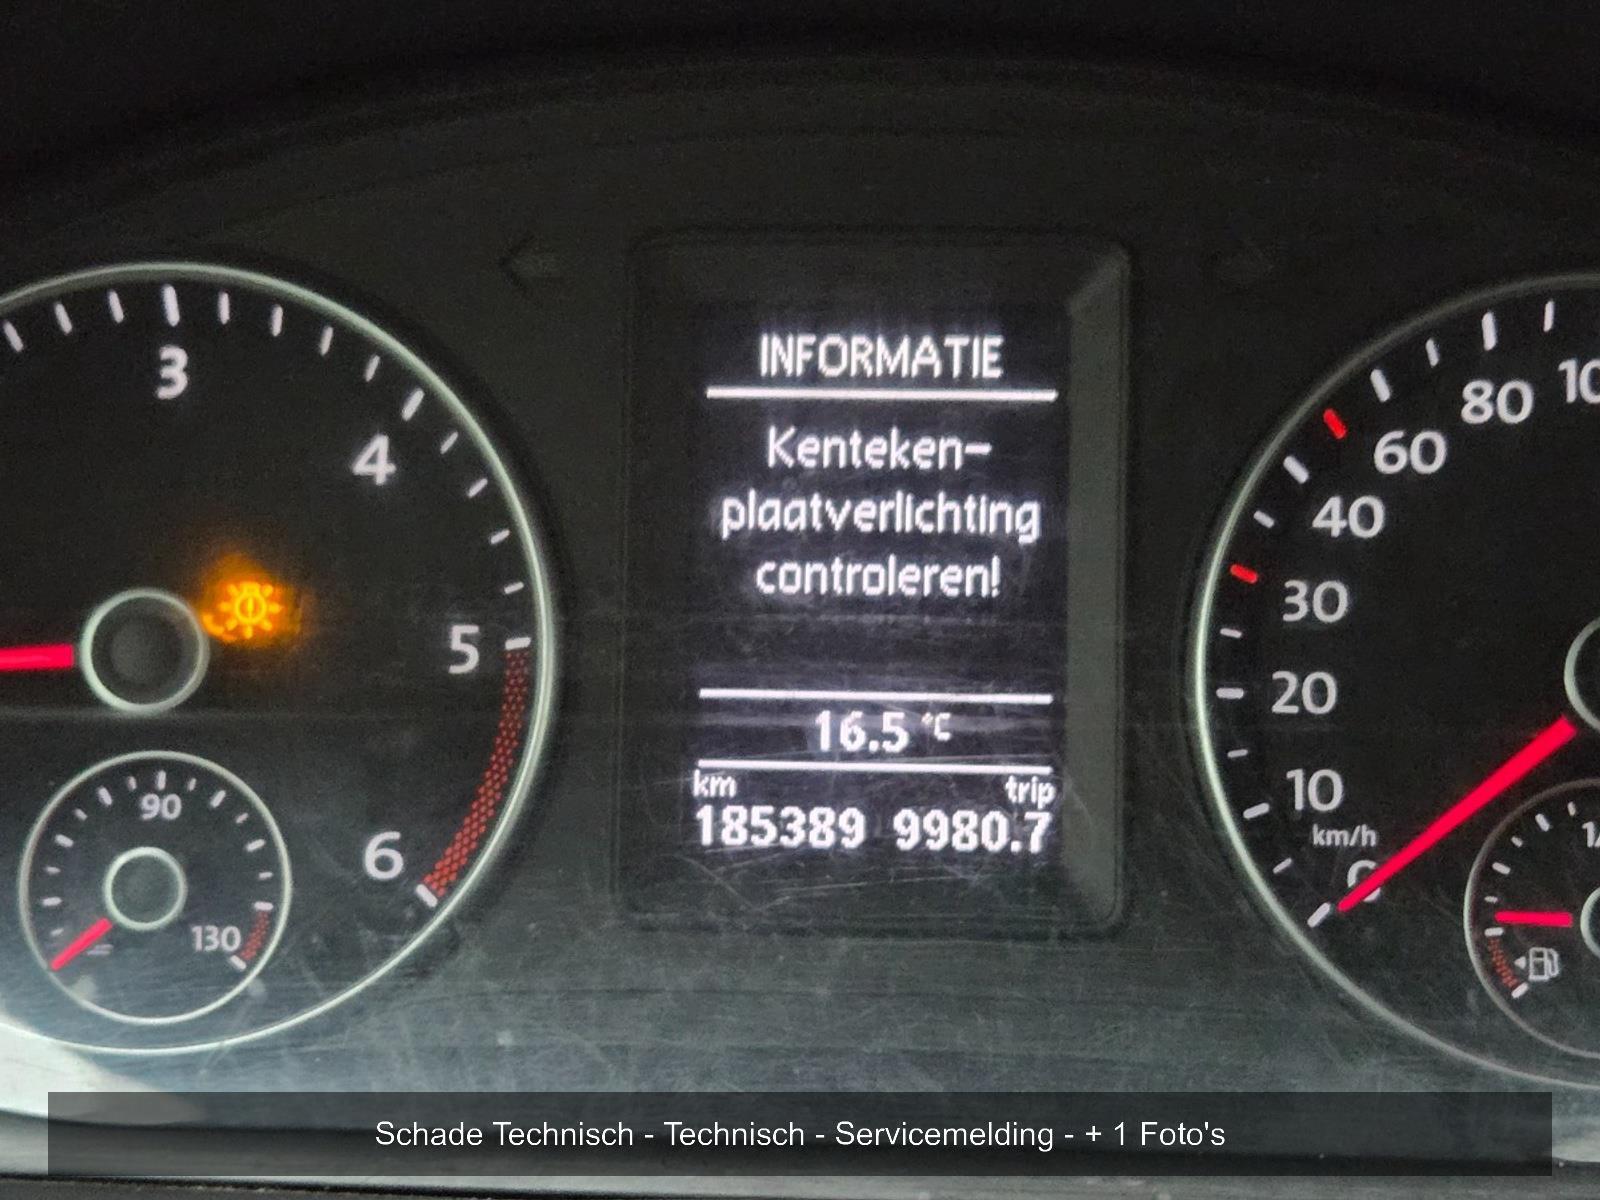 INFORMATIE
Kenteken-
plaatverlichting
controleren!
16.5 °C
km trip
185389 9980.7
3
4
5
6
90
130
10
20
30
40
60
80
km/h
Schade Technisch - Technisch - Servicemelding - + 1 Foto's